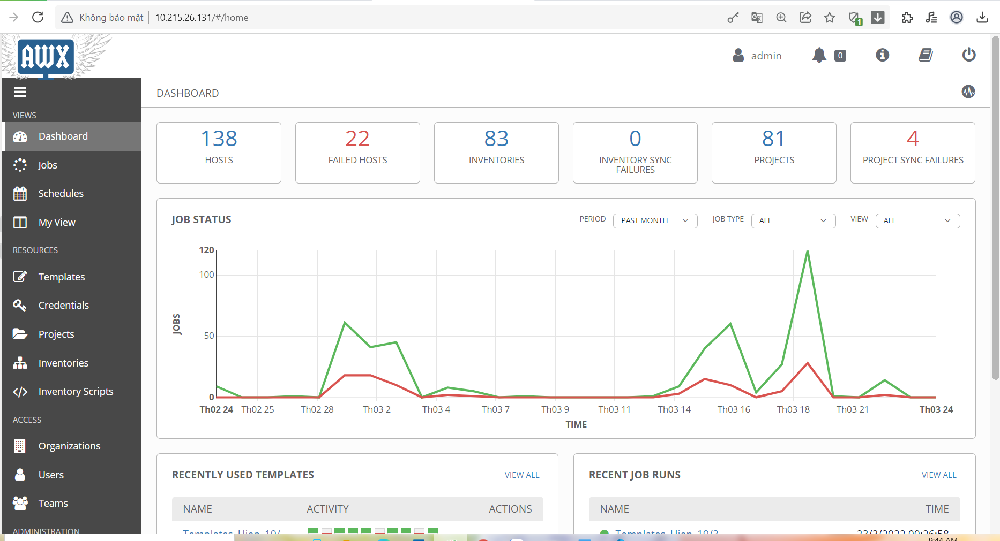 Không bảo mật 10.215.26.131/#/home
1
AWX
admin 0
DASHBOARD
VIEWS
Dashboard
Jobs
Schedules
My View
RESOURCES
Templates
Credentials
Projects
Inventories
Inventory Scripts
ACCESS
Organizations
Users
Teams
ADMINISTRATION
138
HOSTS
22
FAILED HOSTS
83
INVENTORIES
0
INVENTORY SYNC
FAILURES
81
PROJECTS
4
PROJECT SYNC FAILURES
JOB STATUS
PERIOD PAST MONTH JOB TYPE ALL VIEW ALL
120
100
50
0
JOBS
Th02 24 Th02 25 Th02 28 Th03 2 Th03 4 Th03 7 Th03 9 Th03 11 Th03 14 Th03 16 Th03 18 Th03 21 Th03 24
TIME
RECENTLY USED TEMPLATES VIEW ALL
NAME ACTIVITY ACTIONS
RECENT JOB RUNS VIEW ALL
NAME TIME
9:44 AM